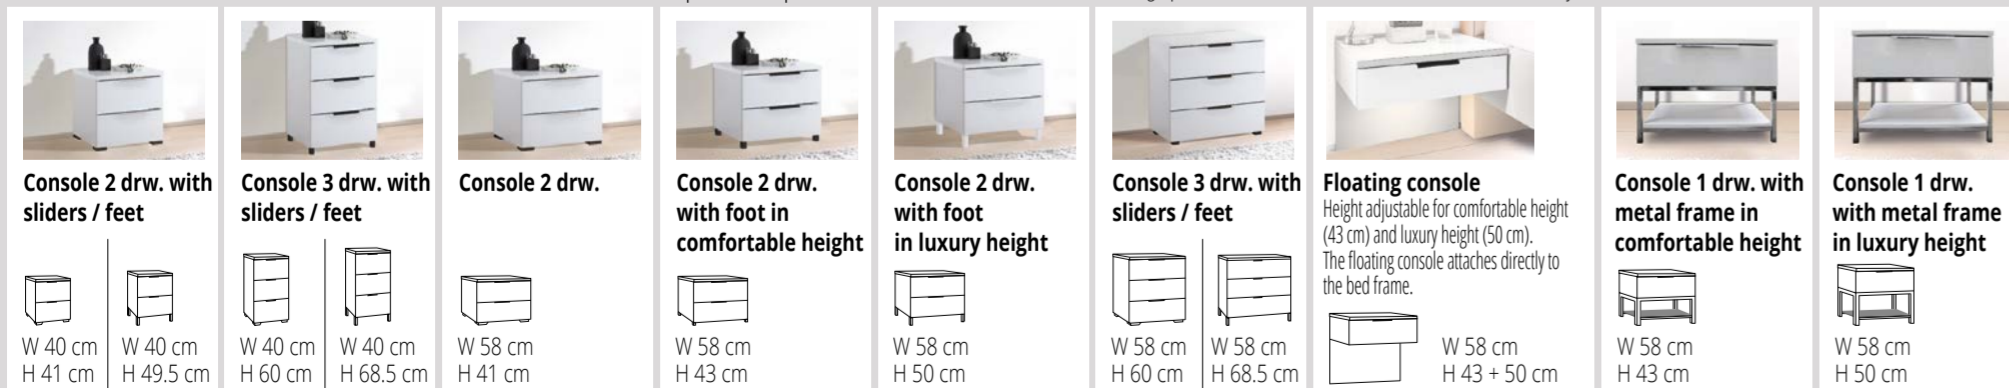 Console 2 drw. with
sliders / feet
W 40 cm
H 41 cm
W 40 cm
H 49.5 cm
Console 3 drw. with
sliders / feet
W 40 cm
H 60 cm
W 40 cm
H 68.5 cm
Console 2 drw.
W 58 cm
H 41 cm
Console 2 drw.
with foot in
comfortable height
W 58 cm
H 43 cm
Console 2 drw.
with foot
in luxury height
W 58 cm
H 50 cm
Console 3 drw. with
sliders / feet
W 58 cm
H 60 cm
W 58 cm
H 68.5 cm
Floating console
Height adjustable for comfortable height
(43 cm) and luxury height (50 cm).
The floating console attaches directly to
the bed frame.
W 58 cm
H 43 + 50 cm
Console 1 drw. with
metal frame in
comfortable height
W 58 cm
H 43 cm
Console 1 drw.
with metal frame
in luxury height
W 58 cm
H 50 cm